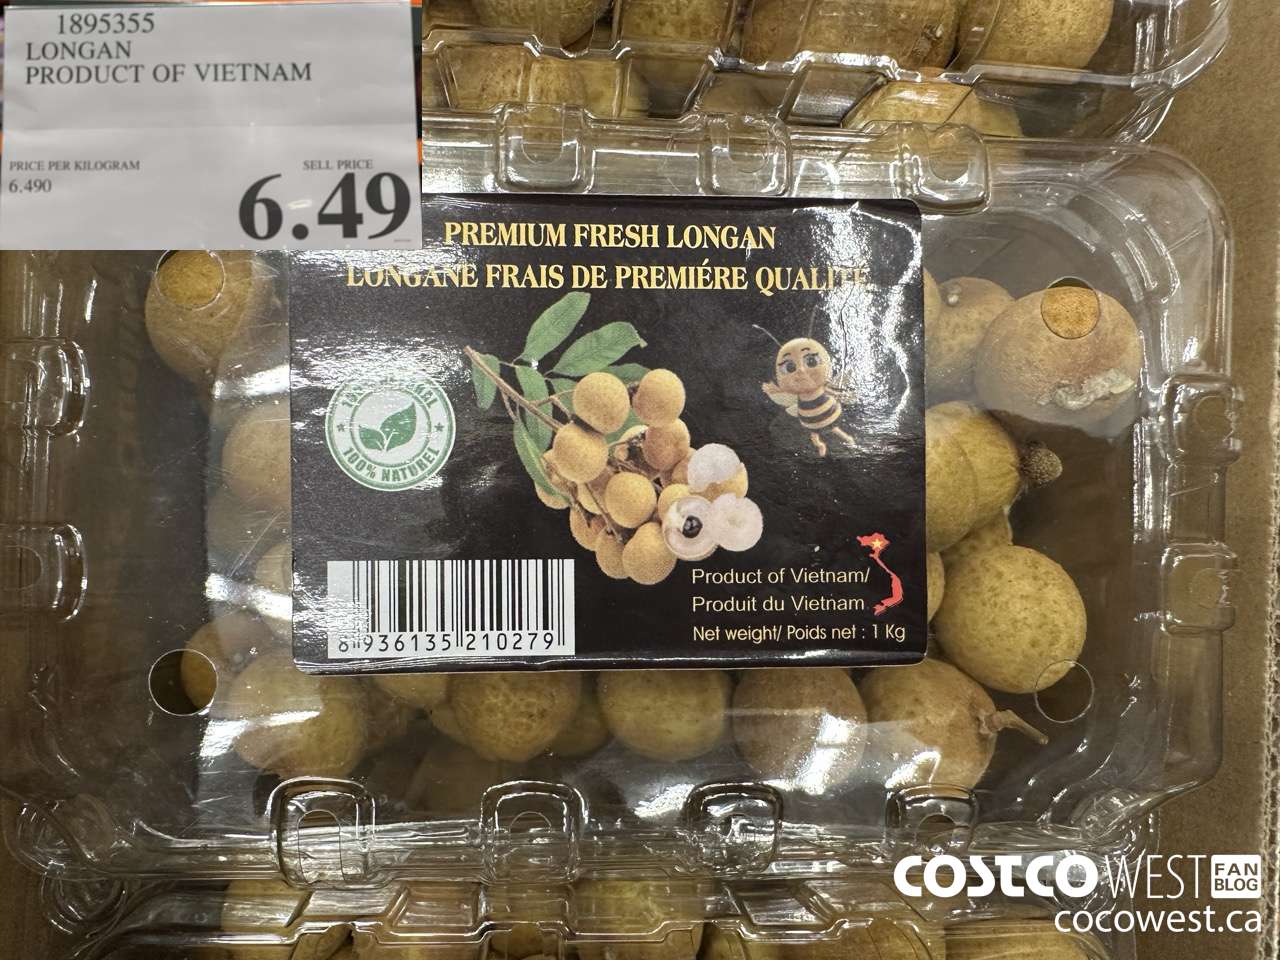 1895355
LONGAN
PRODUCT OF VIETNAM
PRICE PER KILOGRAM
6.490
SELL PRICE
6.49
PREMIUM FRESH LONGAN
LONGANE FRAIS DE PREMIÉRE QUALITÉ
100% NATUREL
Product of Vietnam/
Produit du Vietnam
Net weight/ Poids net : 1 Kg
8 936135 210279
COSTCO WEST FAN BLOG
cocowest.ca